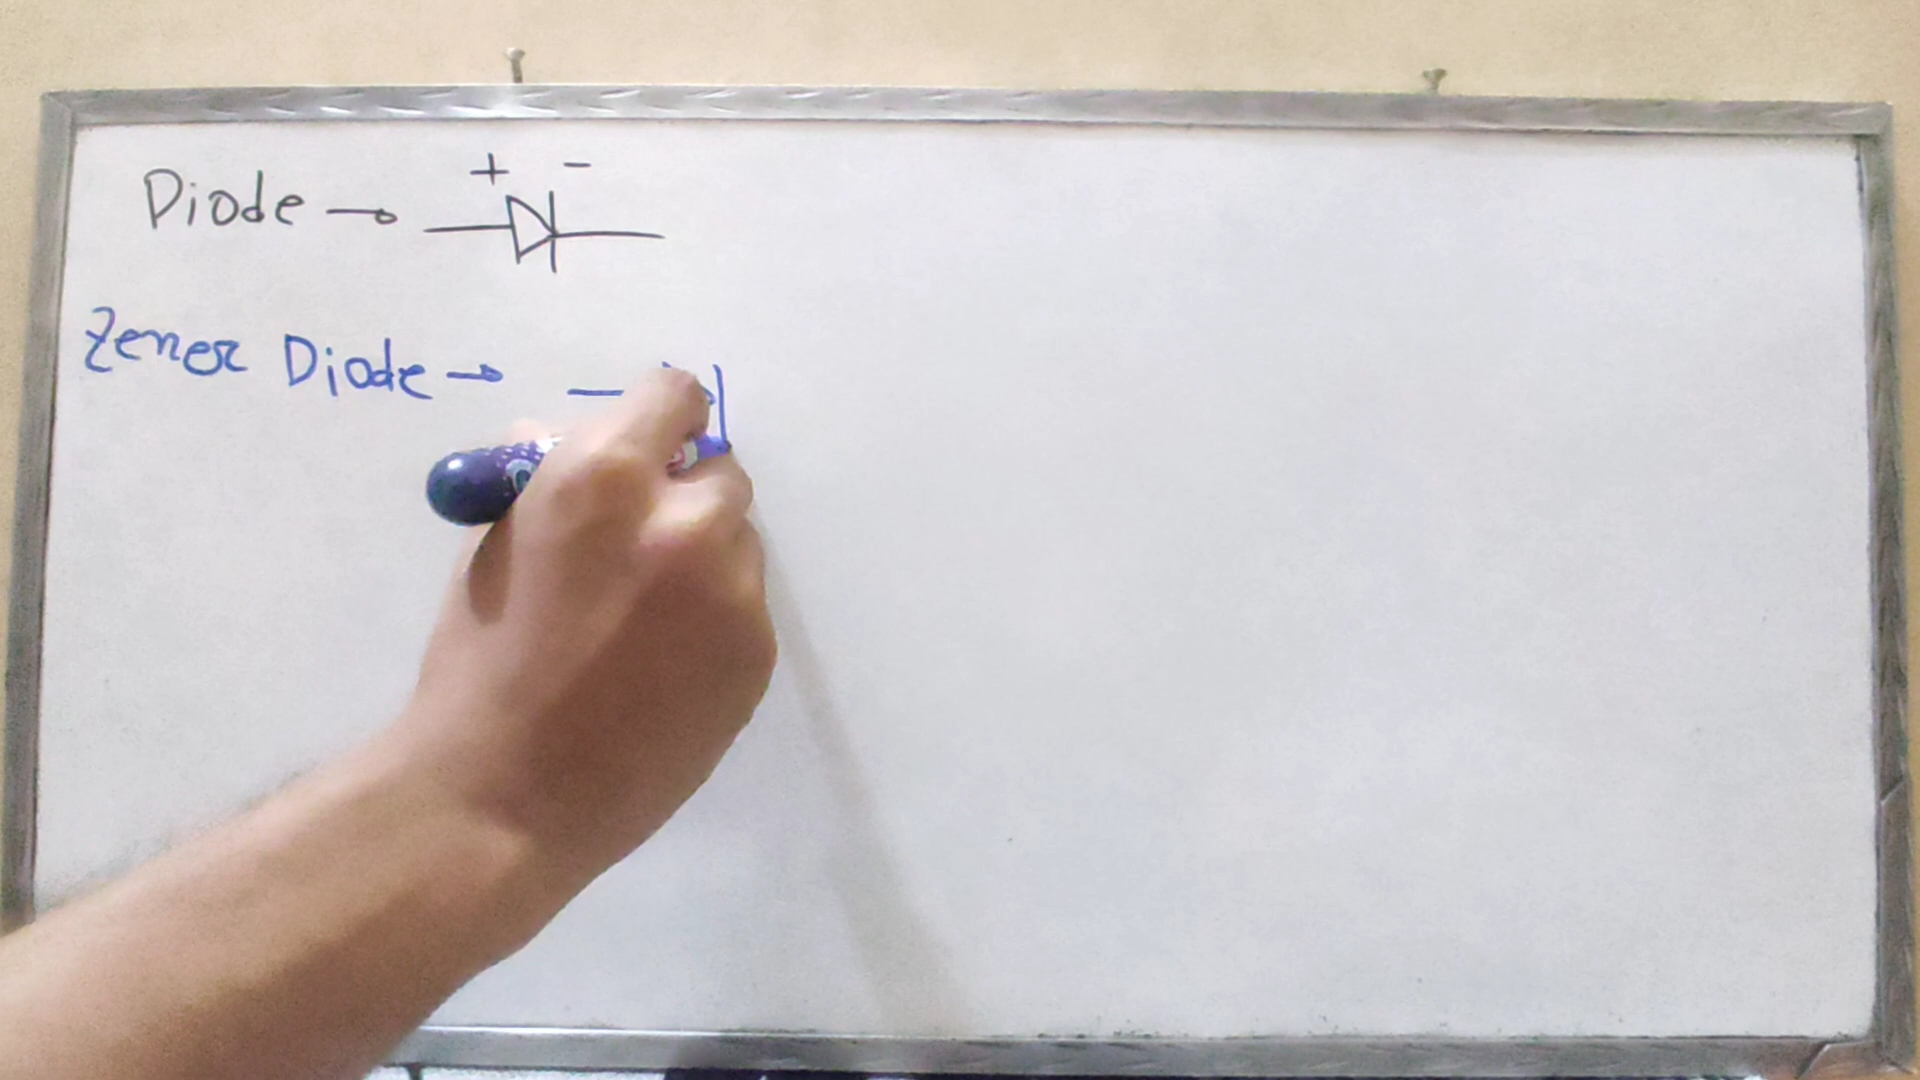 Diode → + -
Zener Diode →